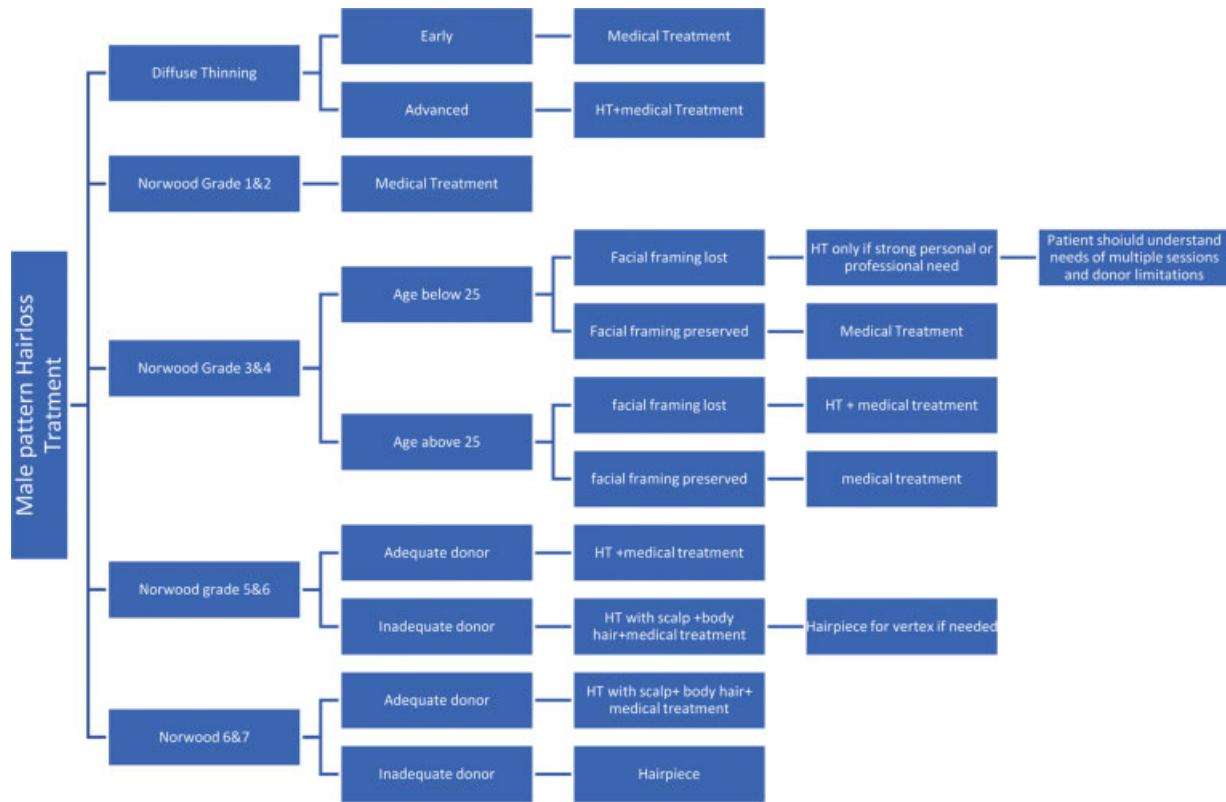 Male pattern Hairloss
Tratment
Diffuse Thinning
Early
Medical Treatment
Advanced
HT+medical Treatment
Norwood Grade 1&2
Medical Treatment
Norwood Grade 3&4
Age below 25
Facial framing lost
HT only if strong personal or
professional need
Patient shoiuld understand
needs of multiple sessions
and donor limitations
Facial framing preserved
Medical Treatment
Age above 25
facial framing lost
HT + medical treatment
facial framing preserved
medical treatment
Norwood grade 5&6
Adequate donor
HT +medical treatment
Inadequate donor
HT with scalp +body
hair+medical treatment
Hairpiece for vertex if needed
Norwood 6&7
Adequate donor
HT with scalp+ body hair+
medical treatment
Inadequate donor
Hairpiece